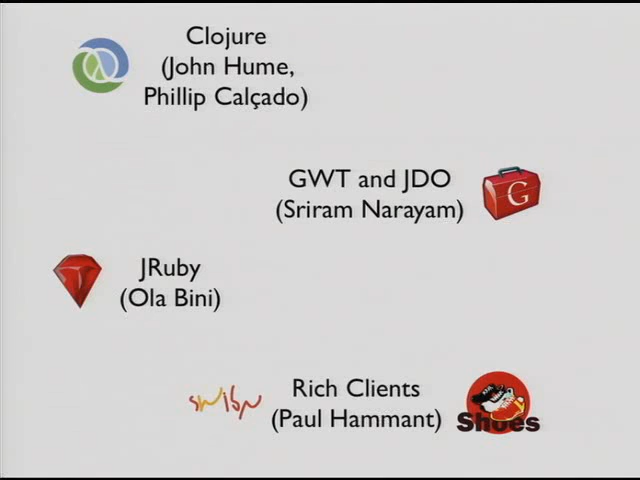 Clojure
(John Hume,
Phillip Calçado)
GWT and JDO
(Sriram Narayam)
G
JRuby
(Ola Bini)
Rich Clients
(Paul Hammant)
Shoes